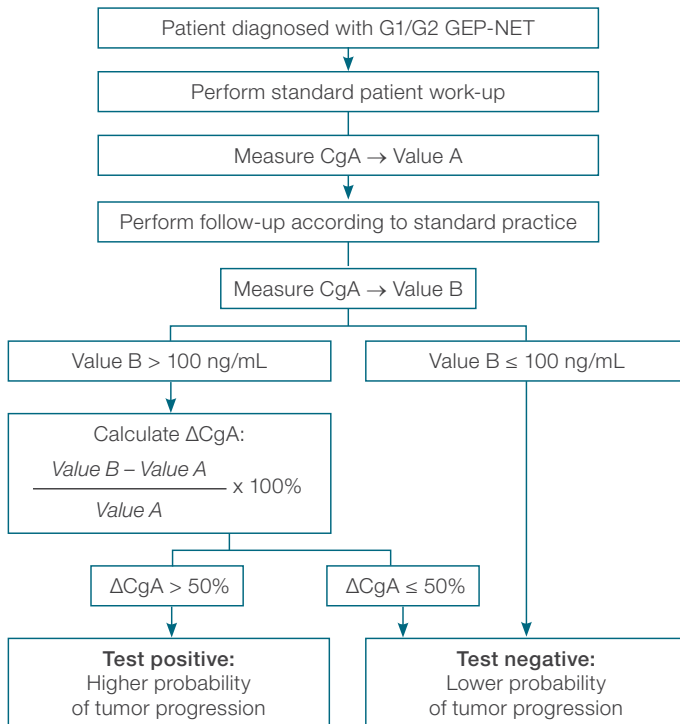 Patient diagnosed with G1/G2 GEP-NET
Perform standard patient work-up
Measure CgA → Value A
Perform follow-up according to standard practice
Measure CgA → Value B
Value B > 100 ng/mL
Value B ≤ 100 ng/mL
Calculate ΔCgA:
Value B – Value A
x 100%
Value A
ΔCgA > 50%
ΔCgA ≤ 50%
Test positive:
Higher probability
of tumor progression
Test negative:
Lower probability
of tumor progression